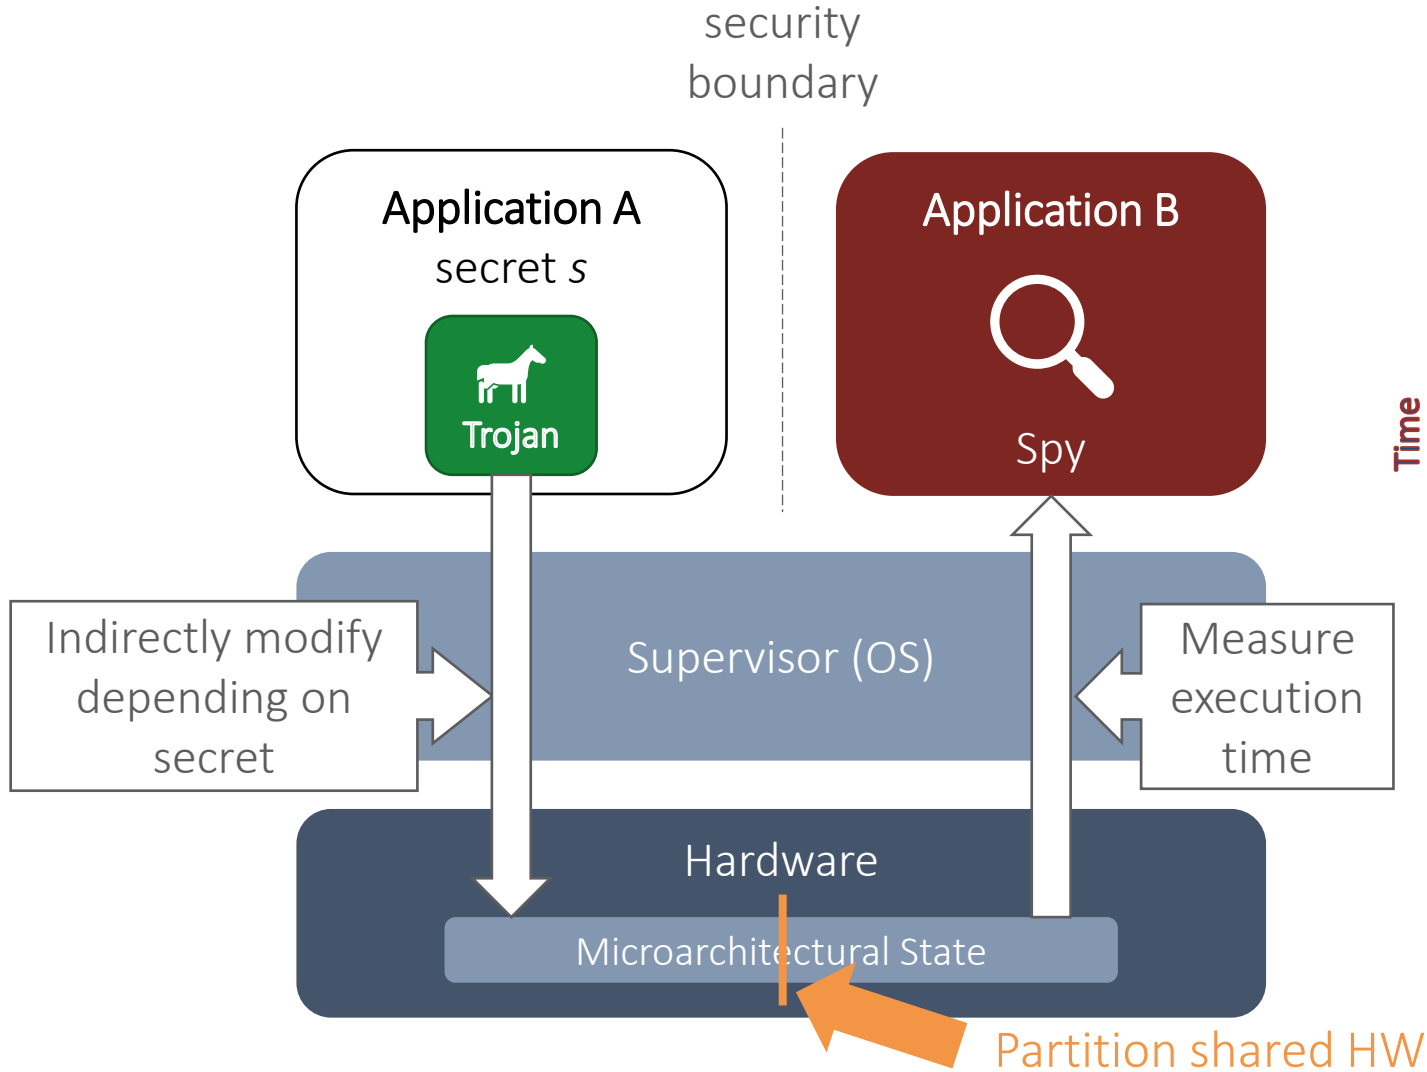 security
boundary
Application A
secret s
Trojan
Application B
Spy
Time
Indirectly modify
depending on
secret
Supervisor (OS)
Measure
execution
time
Hardware
Microarchitectural State
Partition shared HW